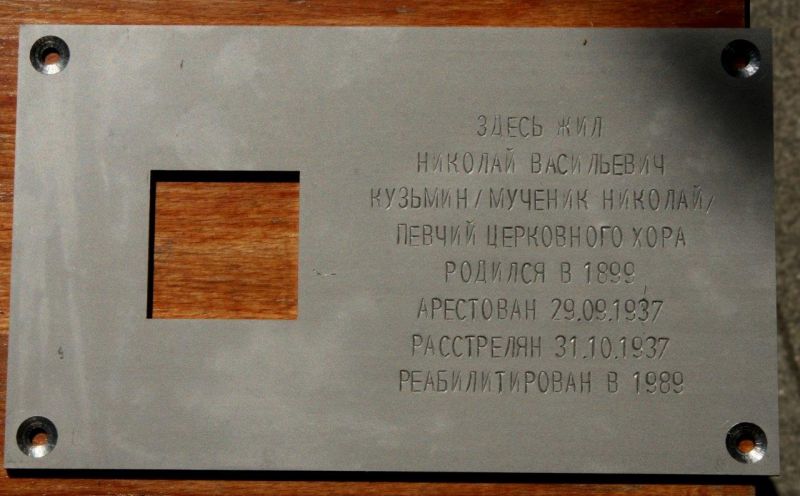 ЗДЕСЬ ЖИЛ
НИКОЛАЙ ВАСИЛЬЕВИЧ
КУЗЬМИН/МУЧЕНИК НИКОЛАЙ/
ПЕВЧИЙ ЦЕРКОВНОГО ХОРА
РОДИЛСЯ В 1899
АРЕСТОВАН 29.09.1937
РАССТРЕЛЯН 31.10.1937
РЕАБИЛИТИРОВАН В 1989